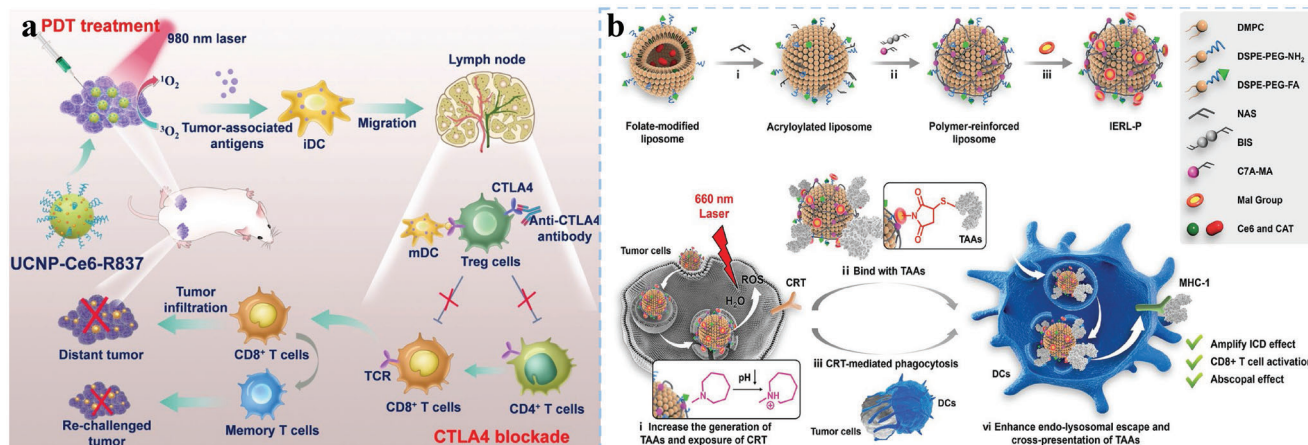 a
PDT treatment
980 nm laser
¹O₂
³O₂
Tumor-associated
antigens
iDC
Migration
Lymph node
UCNP-Ce6-R837
CTLA4
Anti-CTLA4
antibody
mDC
Treg cells
Tumor
infiltration
Distant tumor
CD8⁺ T cells
TCR
CD8⁺ T cells
CD4⁺ T cells
Re-challenged
tumor
Memory T cells
CTLA4 blockade
b
i
ii
iii
Folate-modified
liposome
Acryloylated liposome
Polymer-reinforced
liposome
IERL-P
DMPC
DSPE-PEG-NH₂
DSPE-PEG-FA
NAS
BIS
C7A-MA
Mal Group
Ce6 and CAT
660 nm
Laser
Tumor cells
ROS
H₂O
CRT
O
N
O
S
TAAs
ii Bind with TAAs
iii CRT-mediated phagocytosis
MHC-1
DCs
Amplify ICD effect
CD8+ T cell activation
Abscopal effect
N
pH↓
NH
⊕
i Increase the generation of
TAAs and exposure of CRT
DCs
Tumor cells
vi Enhance endo-lysosomal escape and
cross-presentation of TAAs